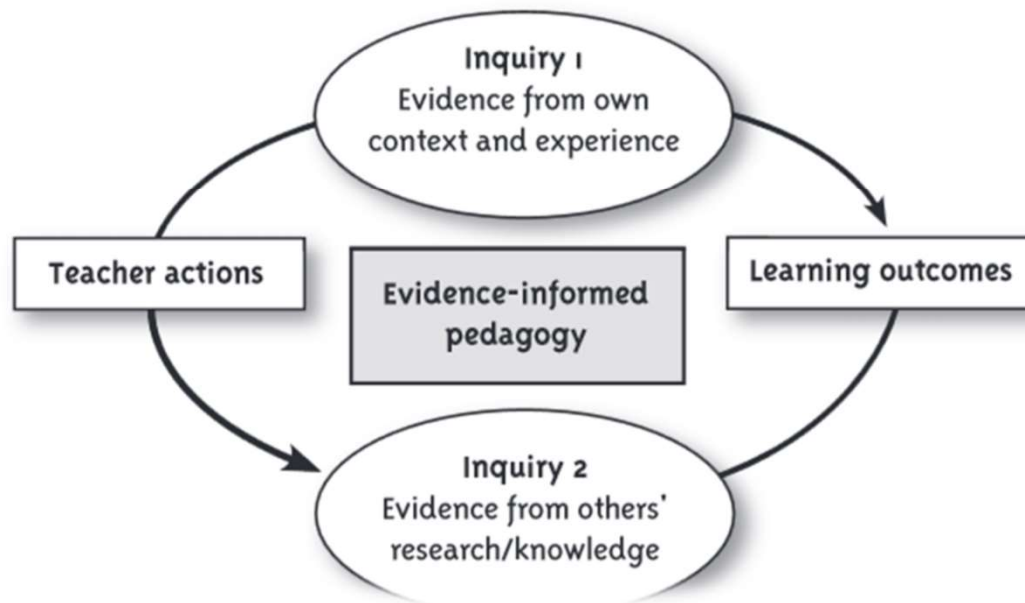 Inquiry 1
Evidence from own
context and experience
Teacher actions
Evidence-informed
pedagogy
Learning outcomes
Inquiry 2
Evidence from others'
research/knowledge